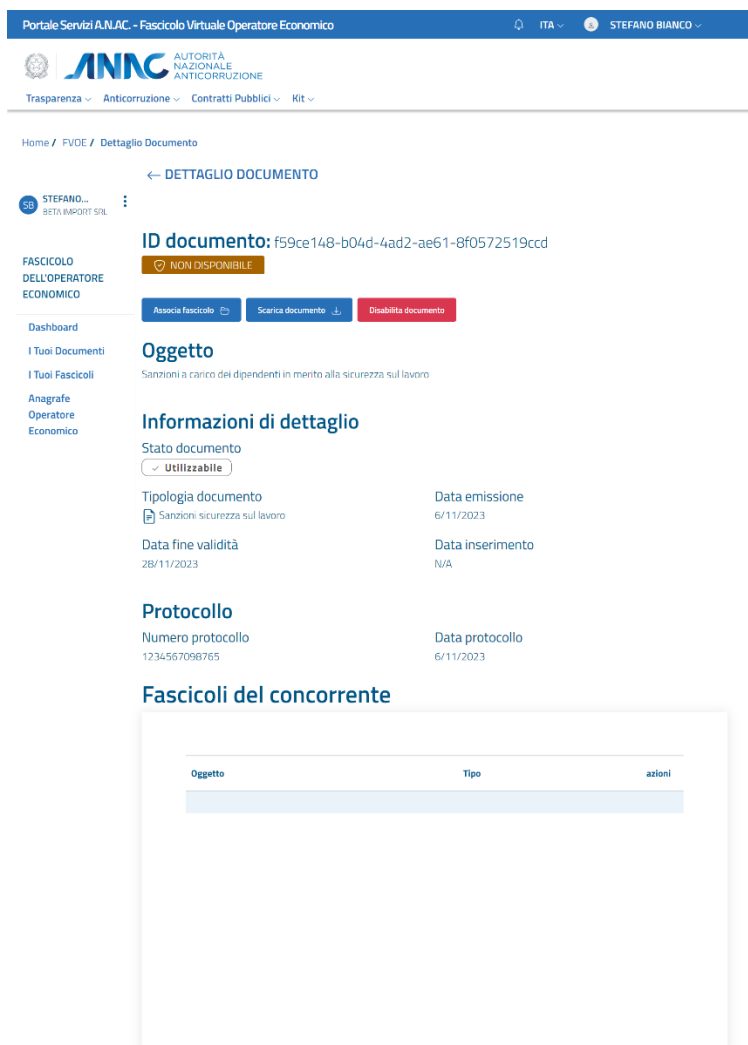 Portale Servizi A.N.AC. - Fascicolo Virtuale Operatore Economico
ITA
STEFANO BIANCO
ANAC
AUTORITÀ
NAZIONALE
ANTICORRUZIONE
Trasparenza Anticorruzione Contratti Pubblici Kit
Home / FVOE / Dettaglio Documento
← DETTAGLIO DOCUMENTO
SB
STEFANO...
BETA IMPORT SRL
FASCICOLO
DELL'OPERATORE
ECONOMICO
Dashboard
I Tuoi Documenti
I Tuoi Fascicoli
Anagrafe
Operatore
Economico
ID documento: f59ce148-b04d-4ad2-ae61-8f0572519ccd
NON DISPONIBILE
Associa fascicolo Scarica documento Disabilita documento
Oggetto
Sanzioni a carico dei dipendenti in merito alla sicurezza sul lavoro
Informazioni di dettaglio
Stato documento
Utilizzabile
Tipologia documento Data emissione
Sanzioni sicurezza sul lavoro 6/11/2023
Data fine validità Data inserimento
28/11/2023 N/A
Protocollo
Numero protocollo Data protocollo
1234567098765 6/11/2023
Fascicoli del concorrente
Oggetto Tipo azioni